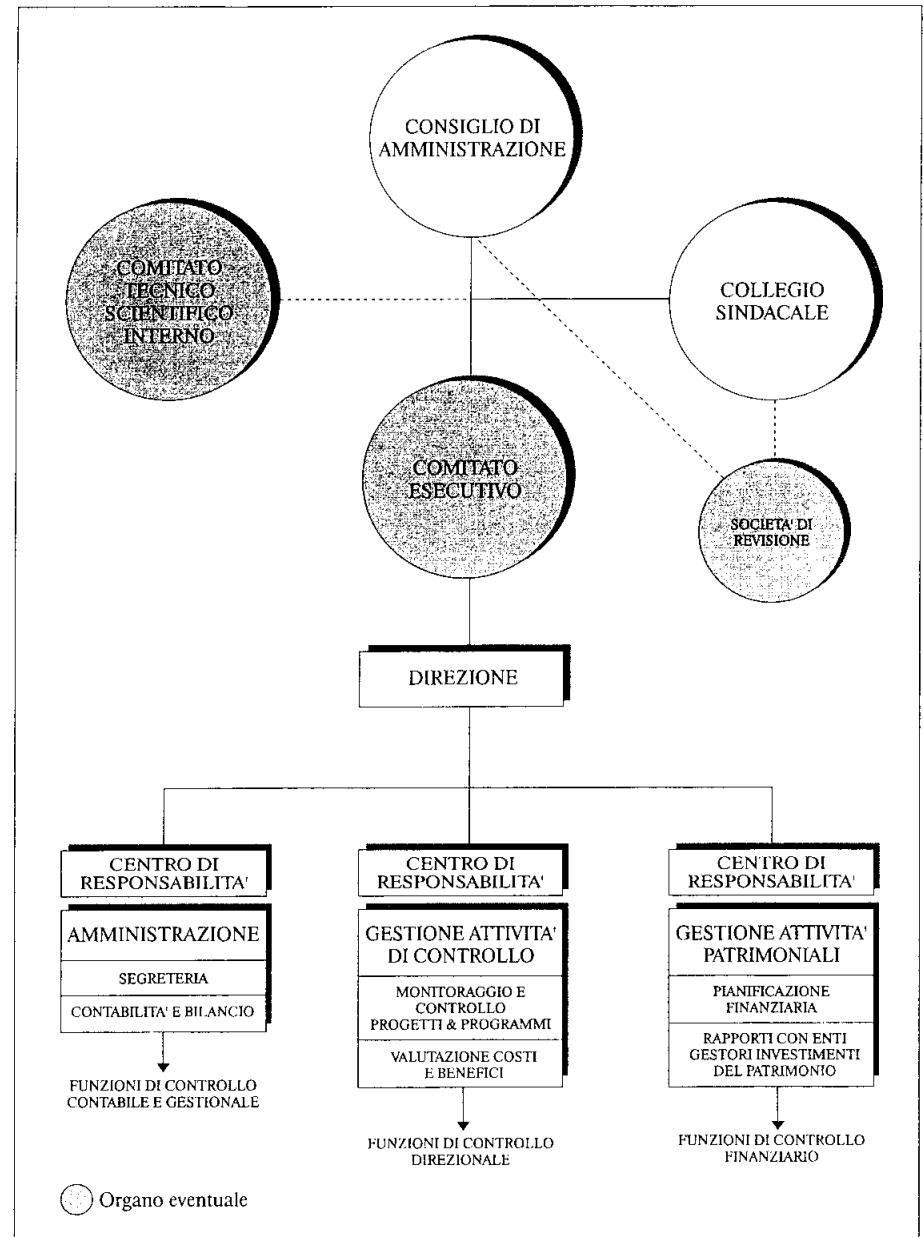 CONSIGLIO DI
AMMINISTRAZIONE
COMITATO
TECNICO
SCIENTIFICO
INTERNO
COLLEGIO
SINDACALE
COMITATO
ESECUTIVO
SOCIETA' DI
REVISIONE
DIREZIONE
CENTRO DI
RESPONSABILITA'
AMMINISTRAZIONE
SEGRETERIA
CONTABILITA' E BILANCIO
FUNZIONI DI CONTROLLO
CONTABILE E GESTIONALE
CENTRO DI
RESPONSABILITA'
GESTIONE ATTIVITA'
DI CONTROLLO
MONITORAGGIO E
CONTROLLO
PROGETTI & PROGRAMMI
VALUTAZIONE COSTI
E BENEFICI
FUNZIONI DI CONTROLLO
DIREZIONALE
CENTRO DI
RESPONSABILITA'
GESTIONE ATTIVITA'
PATRIMONIALI
PIANIFICAZIONE
FINANZIARIA
RAPPORTI CON ENTI
GESTORI INVESTIMENTI
DEL PATRIMONIO
FUNZIONI DI CONTROLLO
FINANZIARIO
Organo eventuale